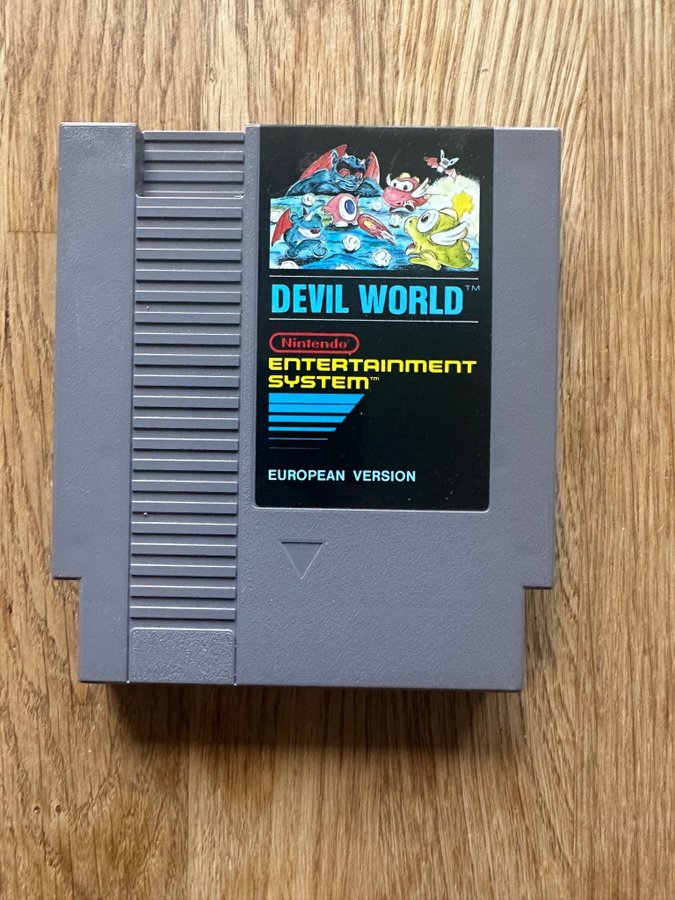 DEVIL WORLD™
Nintendo®
ENTERTAINMENT
SYSTEM™
EUROPEAN VERSION